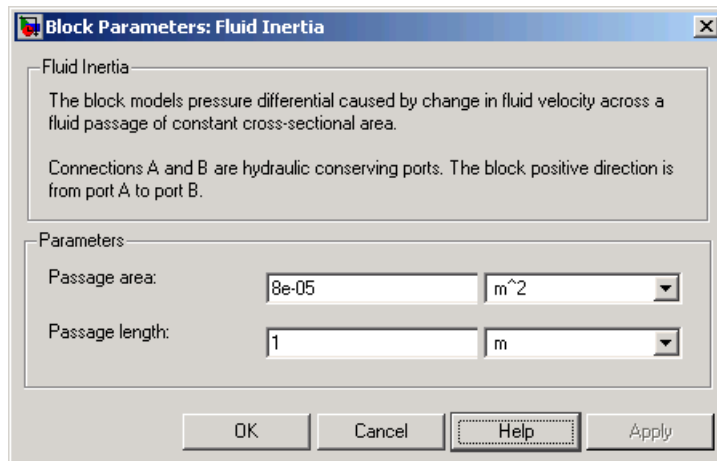 Block Parameters: Fluid Inertia
Fluid Inertia
The block models pressure differential caused by change in fluid velocity across a
fluid passage of constant cross-sectional area.
Connections A and B are hydraulic conserving ports. The block positive direction is
from port A to port B.
Parameters
Passage area:
8e-05
m^2
Passage length:
1
m
OK
Cancel
Help
Apply